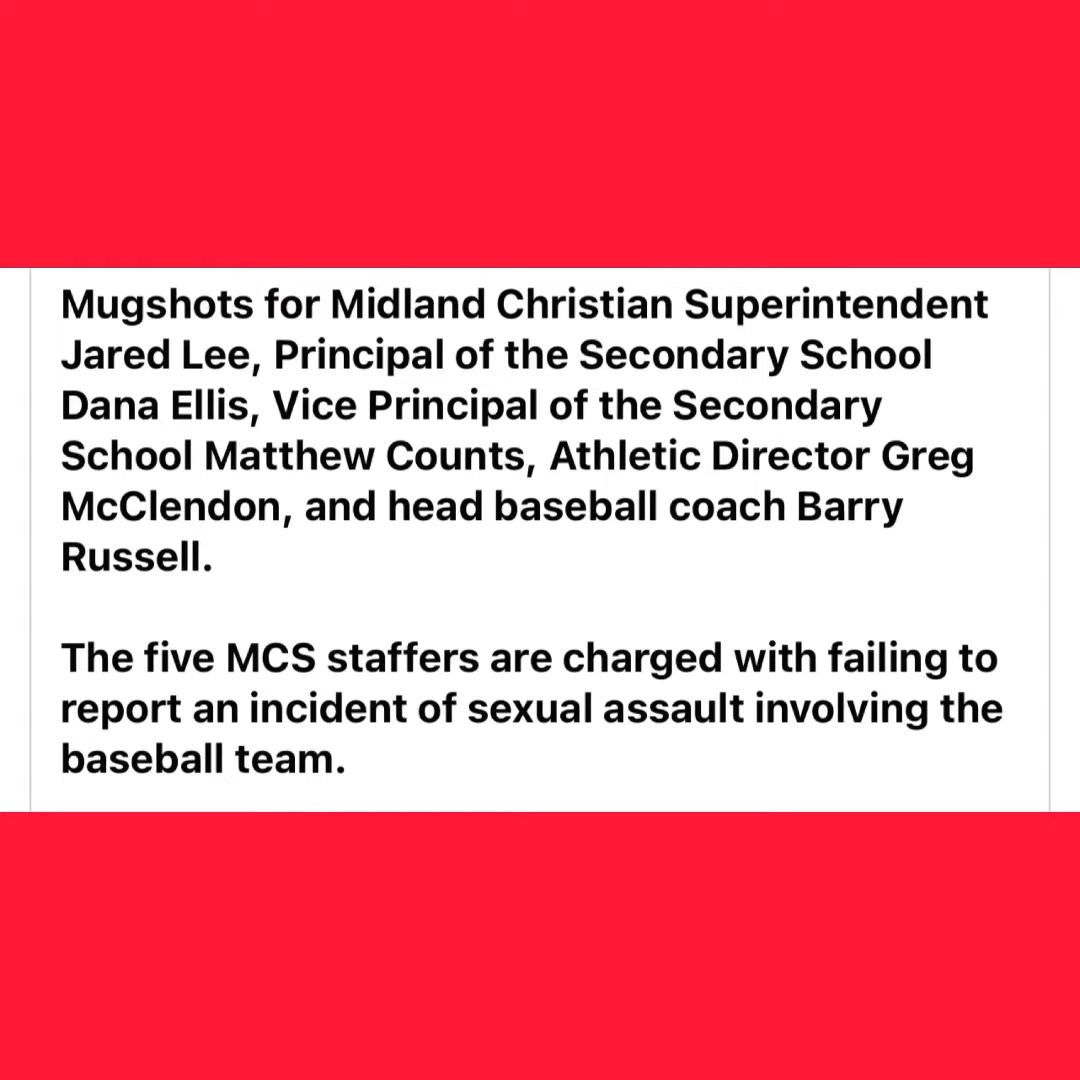 Mugshots for Midland Christian Superintendent
Jared Lee, Principal of the Secondary School
Dana Ellis, Vice Principal of the Secondary
School Matthew Counts, Athletic Director Greg
McClendon, and head baseball coach Barry
Russell.
The five MCS staffers are charged with failing to
report an incident of sexual assault involving the
baseball team.